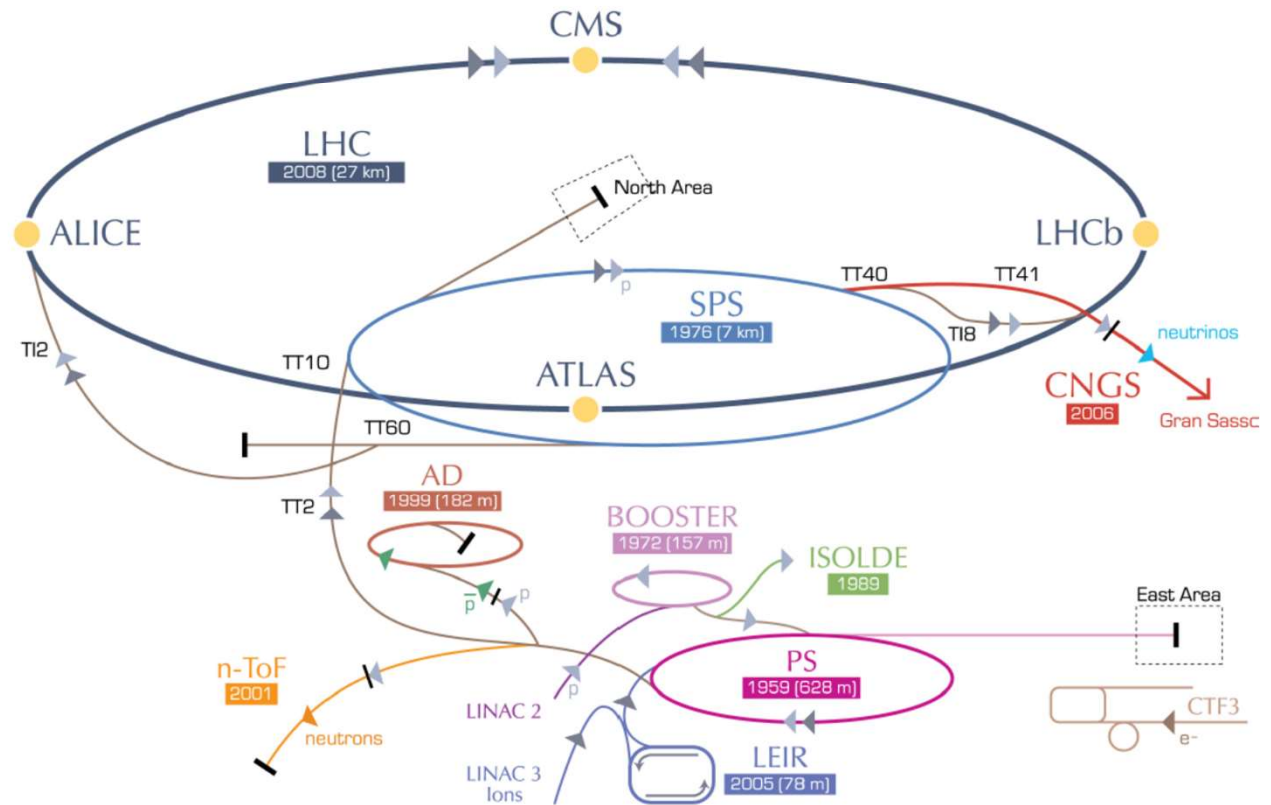 CMS
LHC
2008 (27 km)
North Area
ALICE
LHCb
TT40
TT41
SPS
1976 (7 km)
p
TI8
TI2
TT10
ATLAS
neutrinos
CNGS
2006
Gran Sassc
TT60
AD
1999 (182 m)
TT2
BOOSTER
1972 (157 m)
ISOLDE
1989
p
p̅
East Area
n-ToF
2001
neutrons
p
LINAC 2
PS
1959 (628 m)
CTF3
e-
LINAC 3
Ions
LEIR
2005 (78 m)